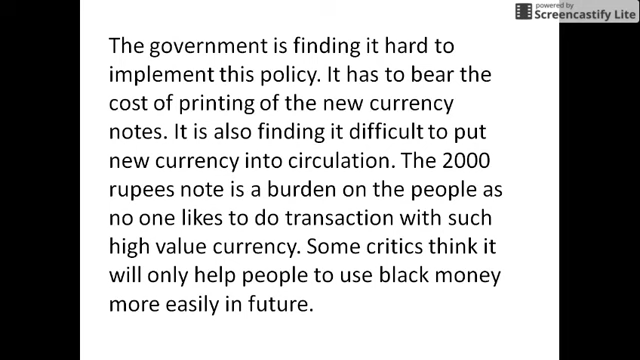 powered by
Screencastify Lite
The government is finding it hard to
implement this policy. It has to bear the
cost of printing of the new currency
notes. It is also finding it difficult to put
new currency into circulation. The 2000
rupees note is a burden on the people as
no one likes to do transaction with such
high value currency. Some critics think it
will only help people to use black money
more easily in future.